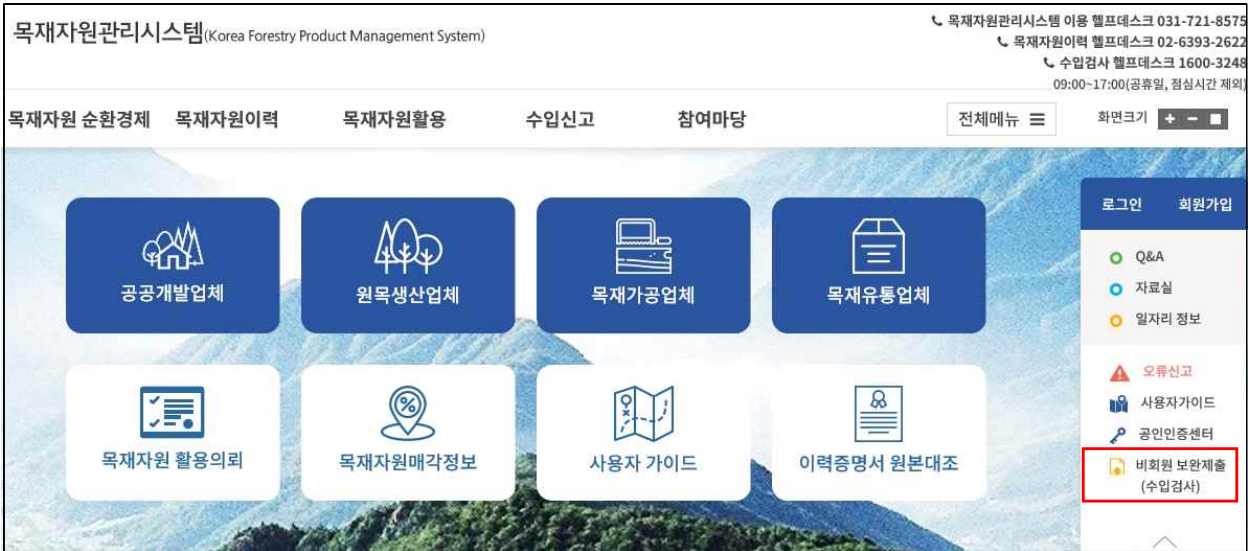 목재자원관리시스템(Korea Forestry Product Management System)
목재자원관리시스템 이용 헬프데스크 031-721-8575
목재자원이력 헬프데스크 02-6393-2622
수입검사 헬프데스크 1600-3248
09:00~17:00(공휴일, 점심시간 제외)
목재자원 순환경제 목재자원이력 목재자원활용 수입신고 참여마당 전체메뉴 화면크기
로그인 회원가입
공공개발업체 원목생산업체 목재가공업체 목재유통업체
Q&A
자료실
일자리 정보
오류신고
사용자가이드
공인인증센터
비회원 보완제출
(수입검사)
목재자원 활용의뢰 목재자원매각정보 사용자 가이드 이력증명서 원본대조